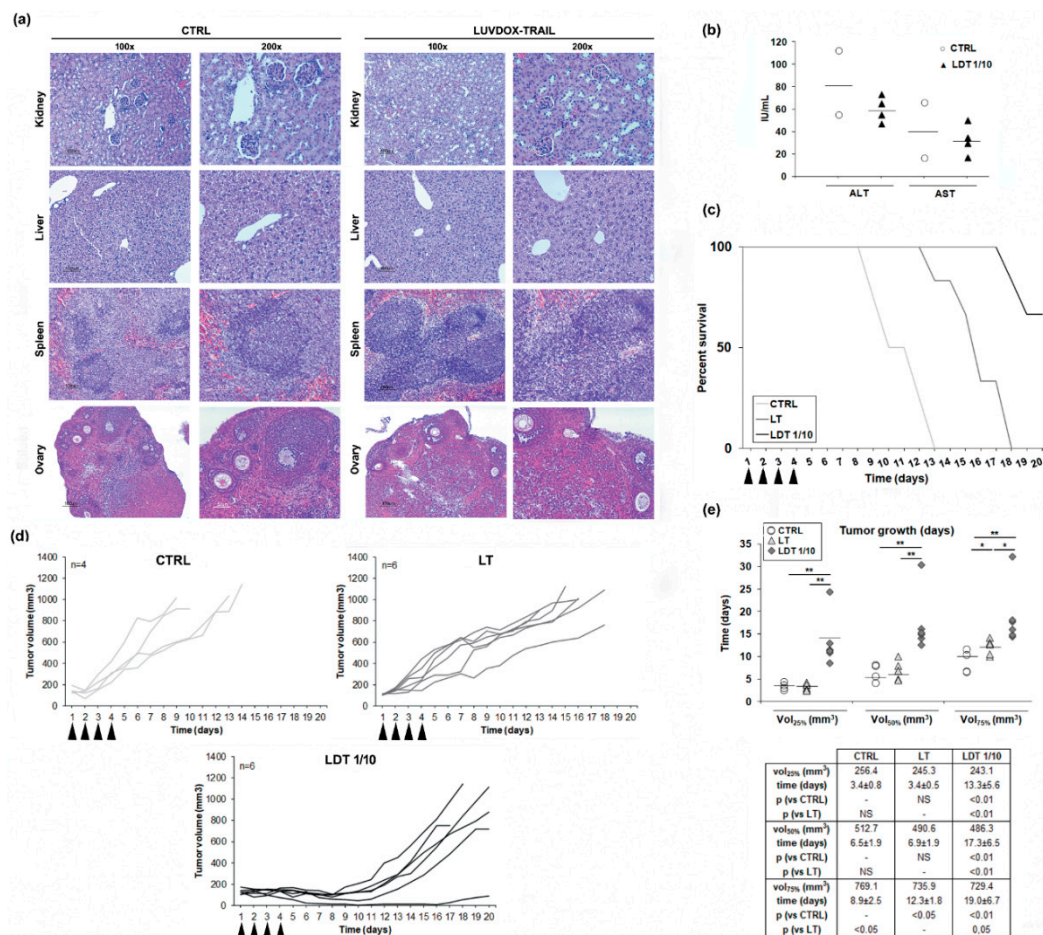 (a)
CTRL
LUVDOX-TRAIL
100x
200x
100x
200x
Kidney
Liver
Spleen
Ovary
(b)
CTRL
LDT 1/10
IU/mL
120
100
80
60
40
20
0
ALT
AST
(c)
Percent survival
100
50
0
CTRL
LT
LDT 1/10
1 2 3 4 5 6 7 8 9 10 11 12 13 14 15 16 17 18 19 20
Time (days)
(d)
CTRL
n=4
Tumor volume (mm3)
1400
1200
1000
800
600
400
200
0
1 2 3 4 5 6 7 8 9 10 11 12 13 14 15 16 17 18 19 20
Time (days)
LT
n=6
Tumor volume (mm3)
1400
1200
1000
800
600
400
200
0
1 2 3 4 5 6 7 8 9 10 11 12 13 14 15 16 17 18 19 20
Time (days)
LDT 1/10
n=6
Tumor volume (mm3)
1400
1200
1000
800
600
400
200
0
1 2 3 4 5 6 7 8 9 10 11 12 13 14 15 16 17 18 19 20
Time (days)
(e)
CTRL
LT
LDT 1/10
Tumor growth (days)
Time (days)
35
30
25
20
15
10
5
0
**
**
**
**
**
* *
Vol25% (mm3)
Vol50% (mm3)
Vol75% (mm3)
CTRL LT LDT 1/10
vol25% (mm3) 256.4 245.3 243.1
time (days) 3.4±0.8 3.4±0.5 13.3±5.6
p (vs CTRL) - NS <0.01
p (vs LT) NS - <0.01
vol50% (mm3) 512.7 490.6 486.3
time (days) 6.5±1.9 6.9±1.9 17.3±6.5
p (vs CTRL) - NS <0.01
p (vs LT) NS - <0.01
vol75% (mm3) 769.1 735.9 729.4
time (days) 8.9±2.5 12.3±1.8 19.0±6.7
p (vs CTRL) - <0.05 <0.01
p (vs LT) <0.05 - 0,05